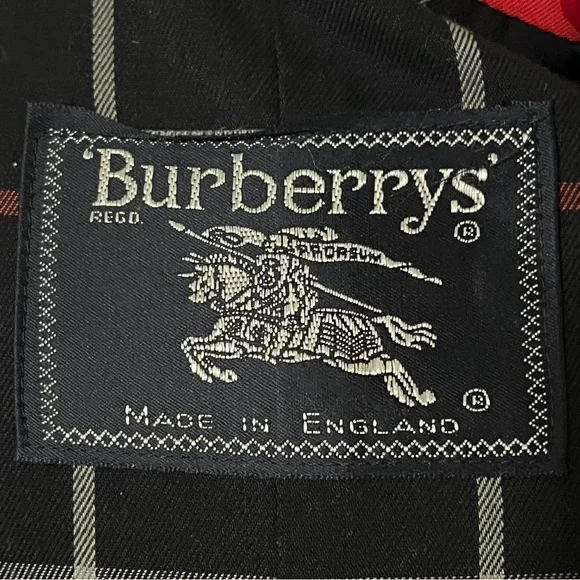 'Burberrys'
REGD. ®
PRORSUM
®
MADE IN ENGLAND